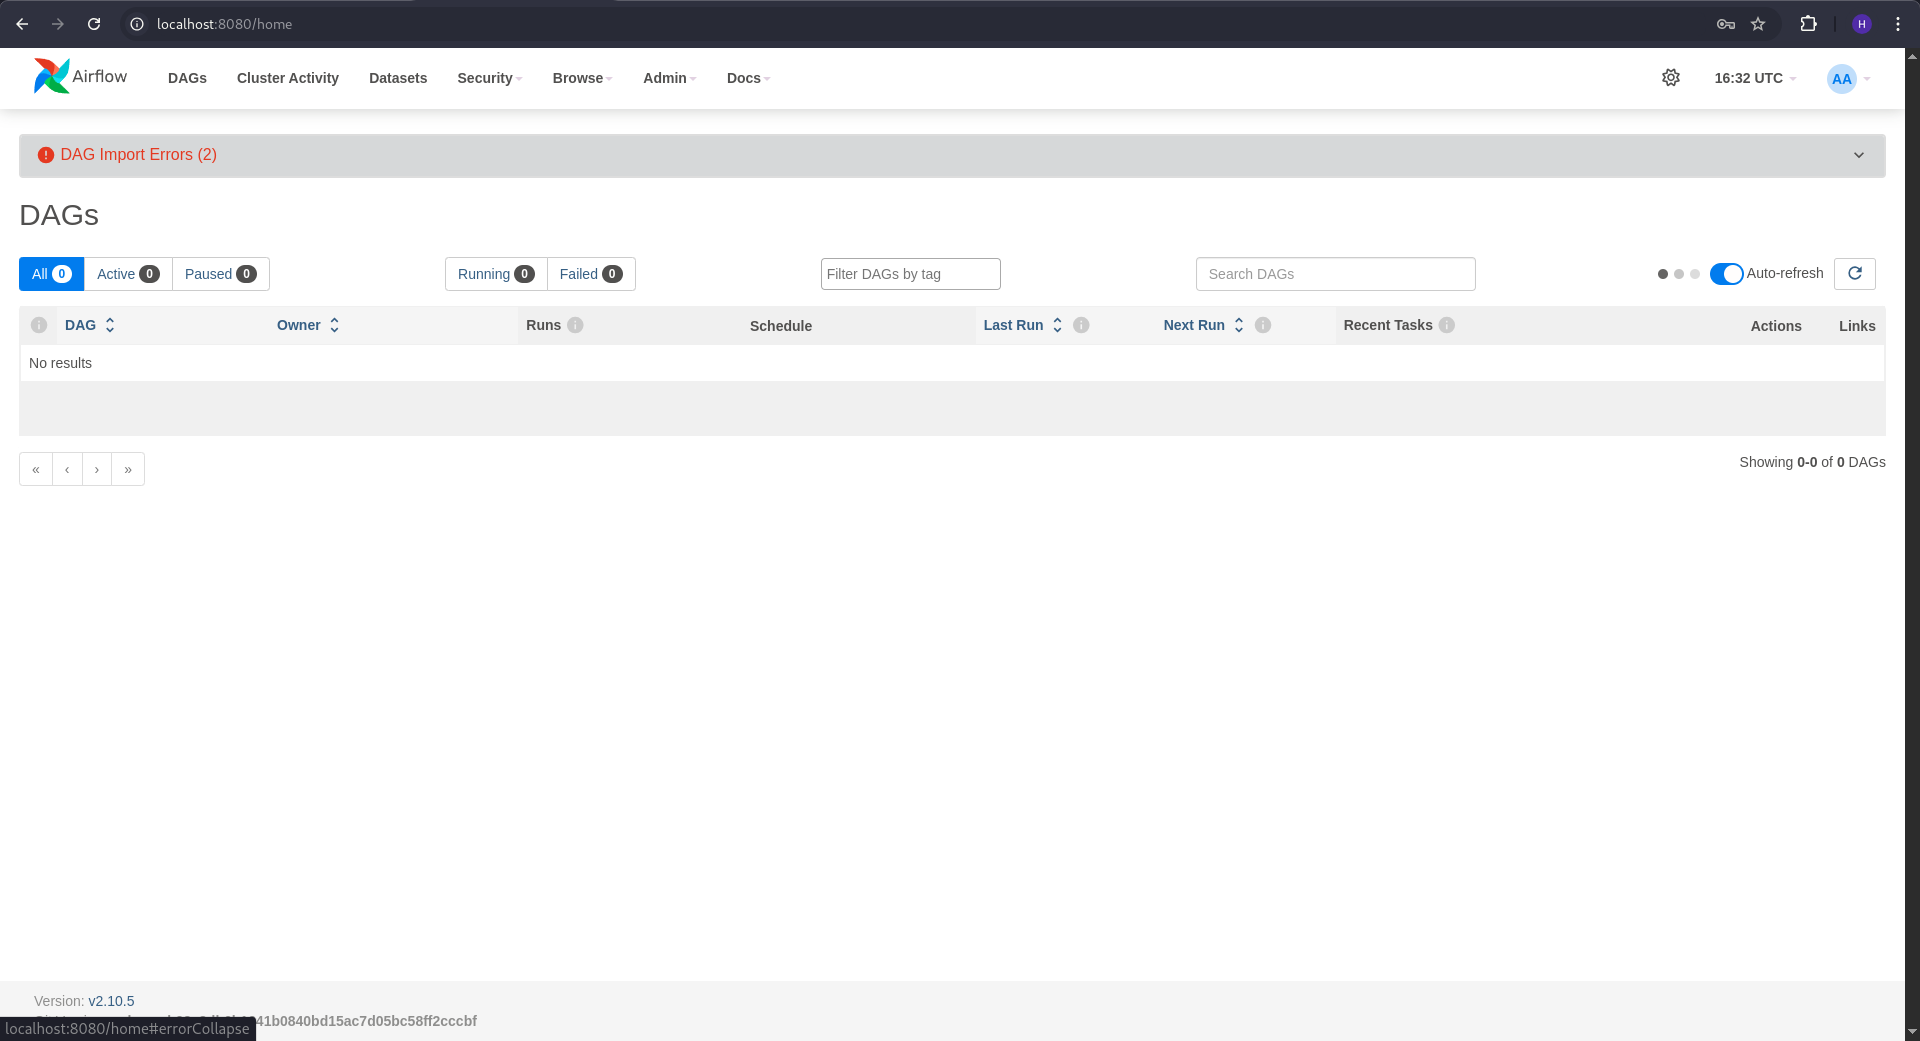 localhost:8080/home
H
Airflow DAGs Cluster Activity Datasets Security Browse Admin Docs 16:32 UTC AA
DAG Import Errors (2)
DAGs
All 0 Active 0 Paused 0 Running 0 Failed 0 Filter DAGs by tag Search DAGs Auto-refresh
DAG Owner Runs Schedule Last Run Next Run Recent Tasks Actions Links
No results
« ‹ › » Showing 0-0 of 0 DAGs
Version: v2.10.5
41b0840bd15ac7d05bc58ff2cccbf
localhost:8080/home#errorCollapse